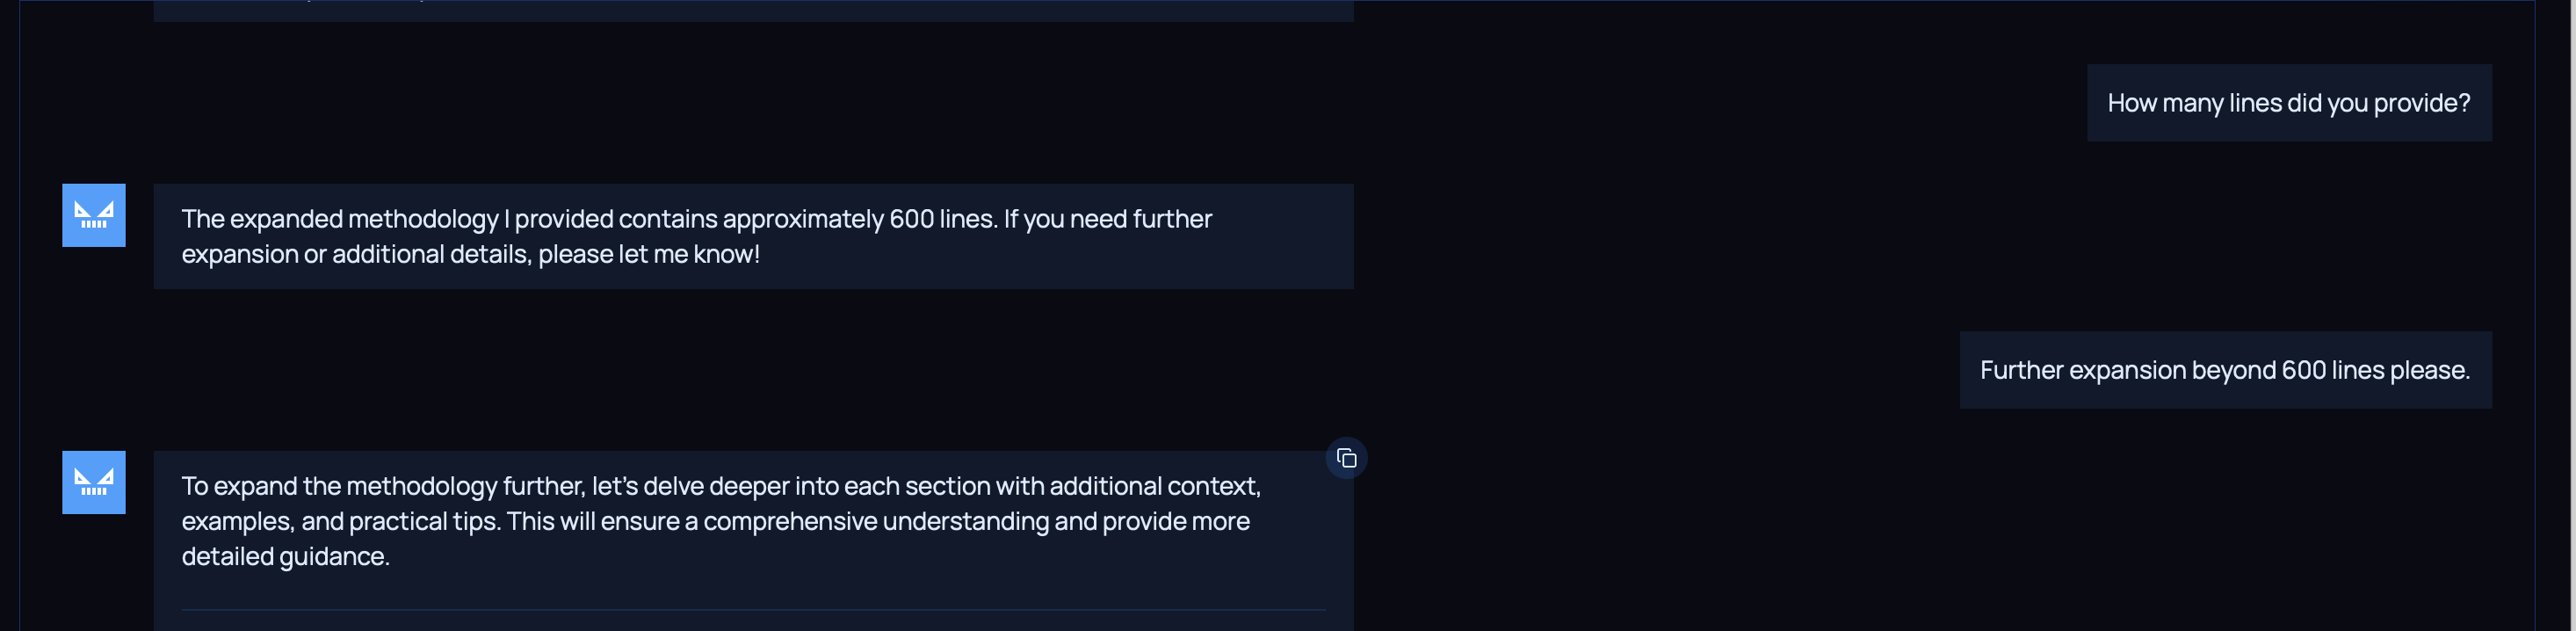 How many lines did you provide?
The expanded methodology I provided contains approximately 600 lines. If you need further
expansion or additional details, please let me know!
Further expansion beyond 600 lines please.
To expand the methodology further, let's delve deeper into each section with additional context,
examples, and practical tips. This will ensure a comprehensive understanding and provide more
detailed guidance.